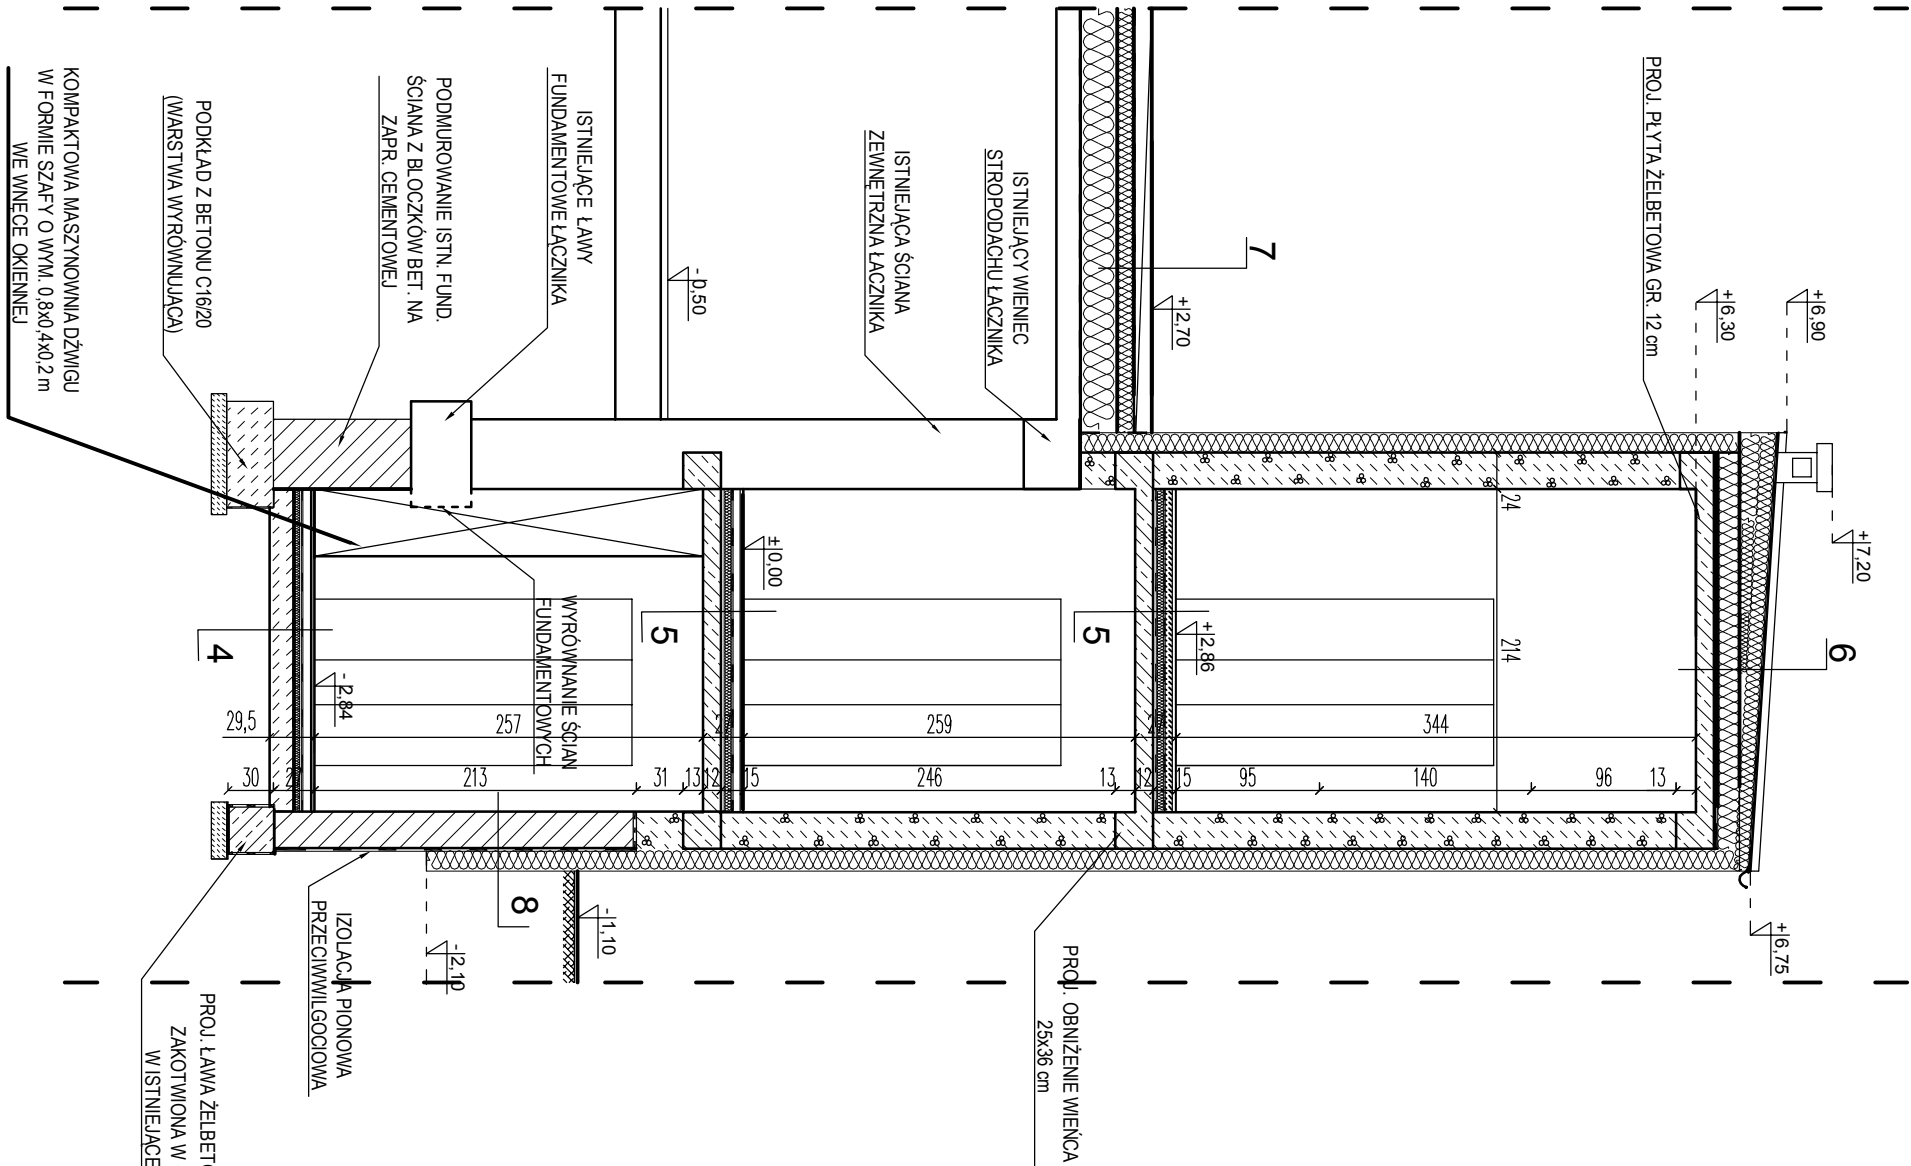 PROJ. PŁYTA ŻELBETOWA GR. 12 cm
+6,90
+6,30
+7,20
+6,75
6
7
+2,70
ISTNIEJĄCY WIENIEC
STROPODACHU ŁĄCZNIKA
ISTNIEJĄCA ŚCIANA
ZEWNĘTRZNA ŁĄCZNIKA
- 0,50
ISTNIEJĄCE ŁAWY
FUNDAMENTOWE ŁĄCZNIKA
PODMUROWANIE ISTN. FUND.
ŚCIANA Z BLOCZKÓW BET. NA
ZAPR. CEMENTOWEJ
PODKŁAD Z BETONU C16/20
(WARSTWA WYRÓWNUJĄCA)
KOMPAKTOWA MASZYNOWNIA DŹWIGU
W FORMIE SZAFY O WYM. 0,8x0,4x0,2 m
WE WNĘCE OKIENNEJ
24
214
+2,86
5
±0,00
5
WYRÓWNANIE ŚCIAN
FUNDAMENTOWYCH
- 2,84
4
29,5
257
259
344
30
213
31
13
12
15
246
13
12
15
95
140
96
13
8
-1,10
-2,10
IZOLACJA PIONOWA
PRZECIWWILGOCIOWA
PROJ. OBNIŻENIE WIEŃCA
25x36 cm
PROJ. ŁAWA ŻELBET
ZAKOTWIONA W
W ISTNIEJĄCE